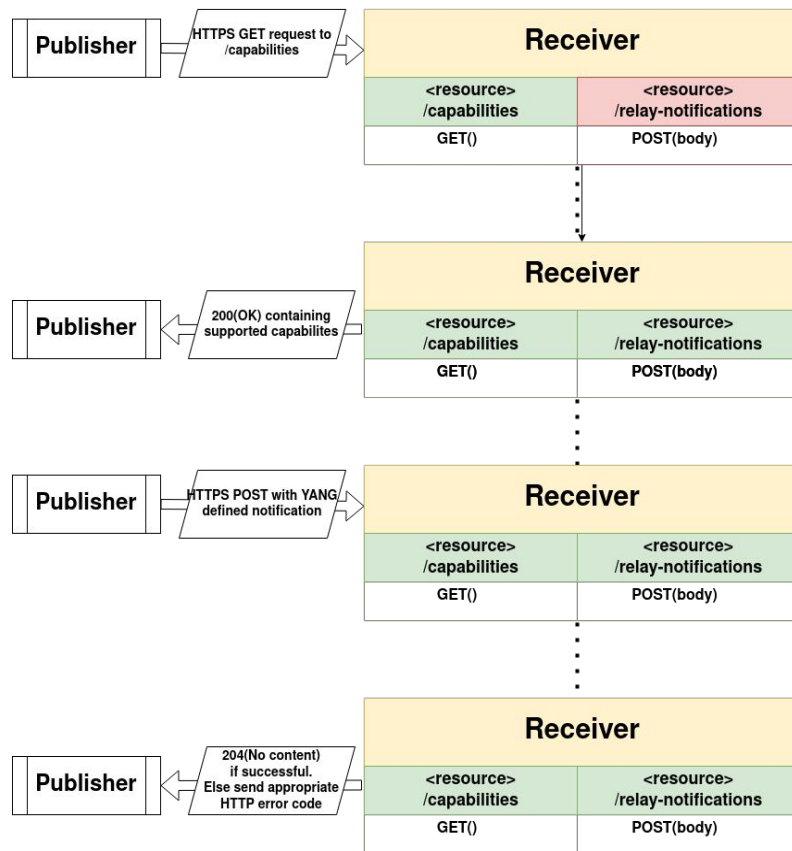 Publisher
HTTPS GET request to
/capabilities
Receiver
<resource>
/capabilities
<resource>
/relay-notifications
GET()
POST(body)
Publisher
200(OK) containing
supported capabilites
Receiver
<resource>
/capabilities
<resource>
/relay-notifications
GET()
POST(body)
Publisher
HTTPS POST with YANG
defined notification
Receiver
<resource>
/capabilities
<resource>
/relay-notifications
GET()
POST(body)
Publisher
204(No content)
if successful.
Else send appropriate
HTTP error code
Receiver
<resource>
/capabilities
<resource>
/relay-notifications
GET()
POST(body)